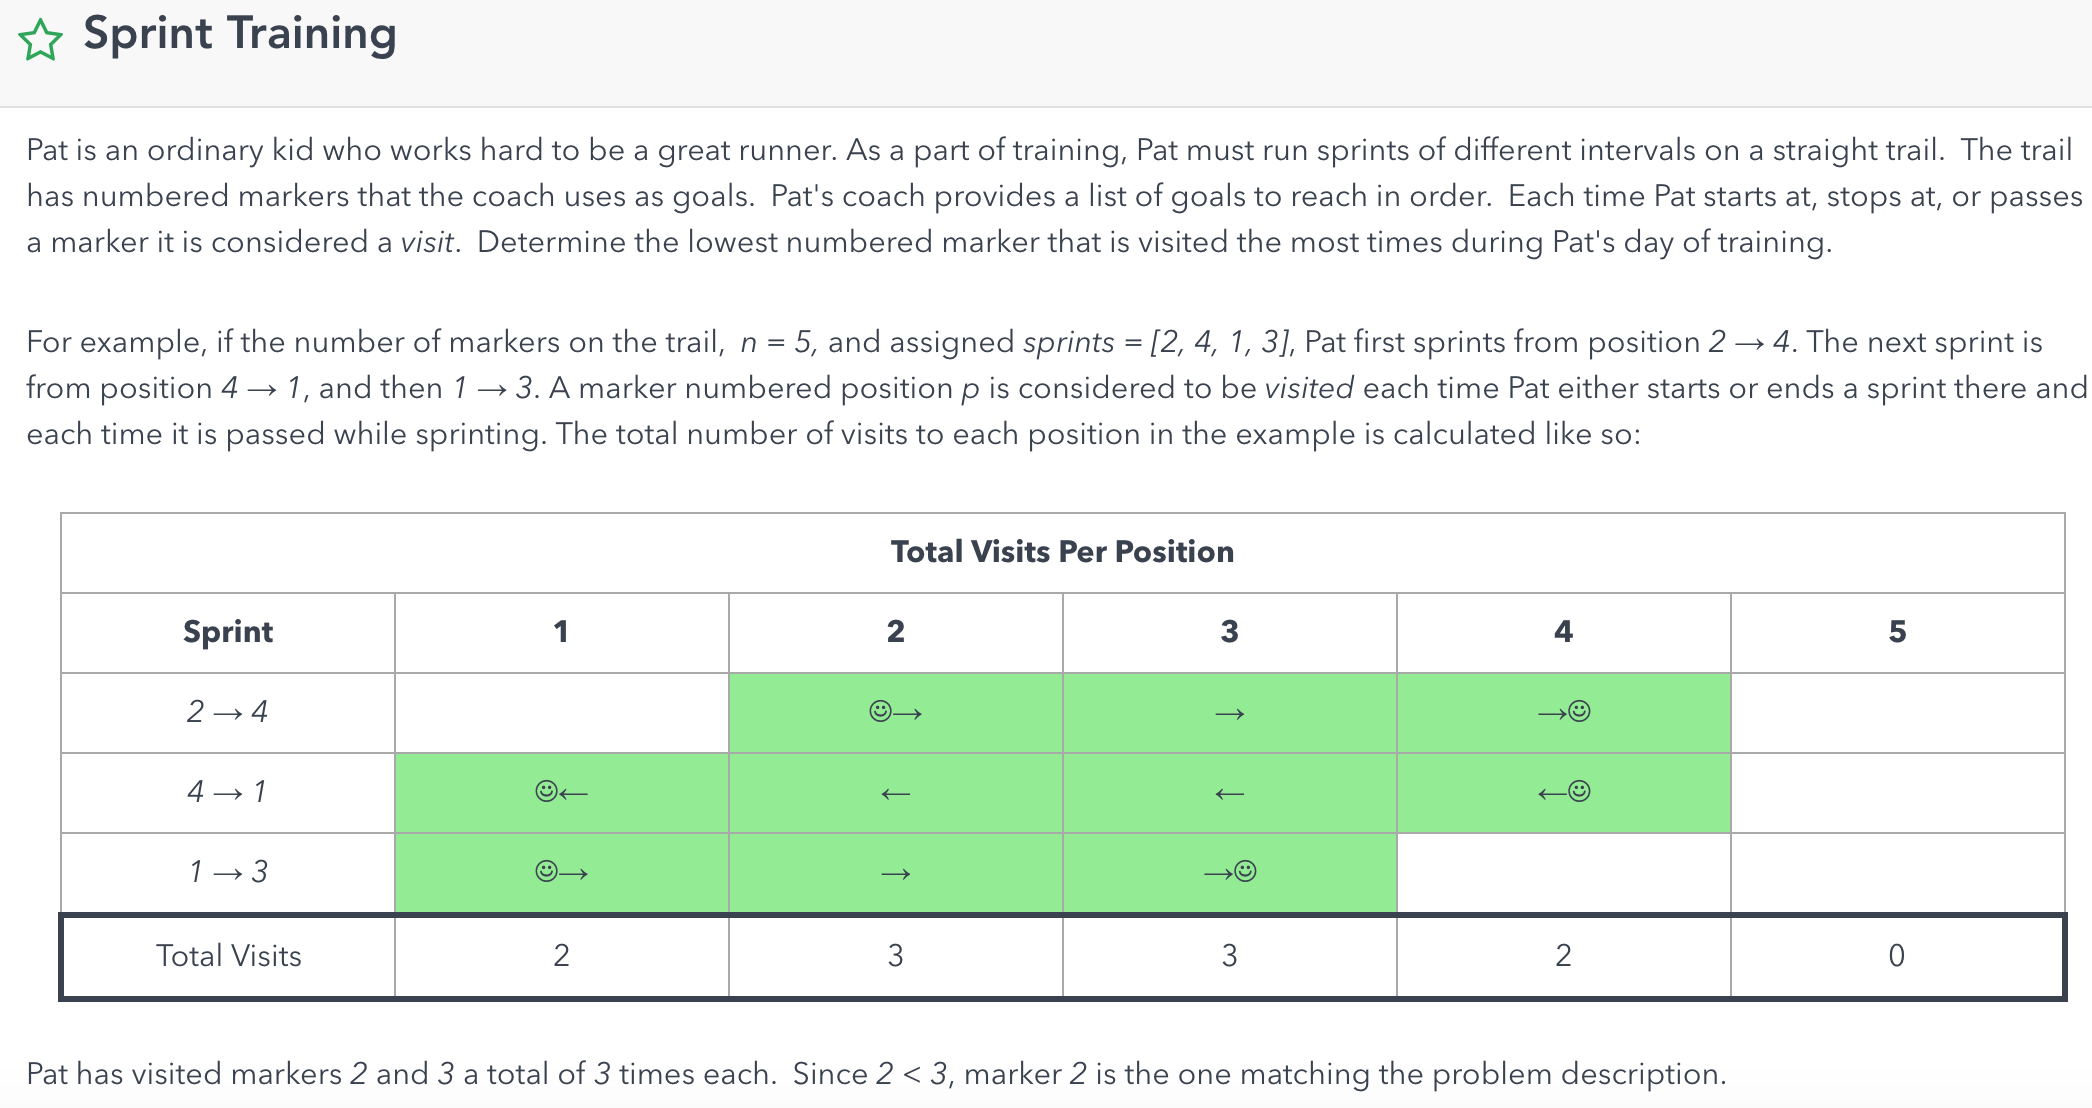 Sprint Training
Pat is an ordinary kid who works hard to be a great runner. As a part of training, Pat must run sprints of different intervals on a straight trail.  The trail
has numbered markers that the coach uses as goals.  Pat's coach provides a list of goals to reach in order.  Each time Pat starts at, stops at, or passes
a marker it is considered a visit.  Determine the lowest numbered marker that is visited the most times during Pat's day of training.
For example, if the number of markers on the trail,  n = 5, and assigned sprints = [2, 4, 1, 3], Pat first sprints from position 2 → 4. The next sprint is
from position 4 → 1, and then 1 → 3. A marker numbered position p is considered to be visited each time Pat either starts or ends a sprint there and
each time it is passed while sprinting. The total number of visits to each position in the example is calculated like so:
Total Visits Per Position
Sprint 1 2 3 4 5
2 → 4 ☺→ → →☺
4 → 1 ☺← ← ← ←☺
1 → 3 ☺→ → →☺
Total Visits 2 3 3 2 0
Pat has visited markers 2 and 3 a total of 3 times each.  Since 2 < 3, marker 2 is the one matching the problem description.